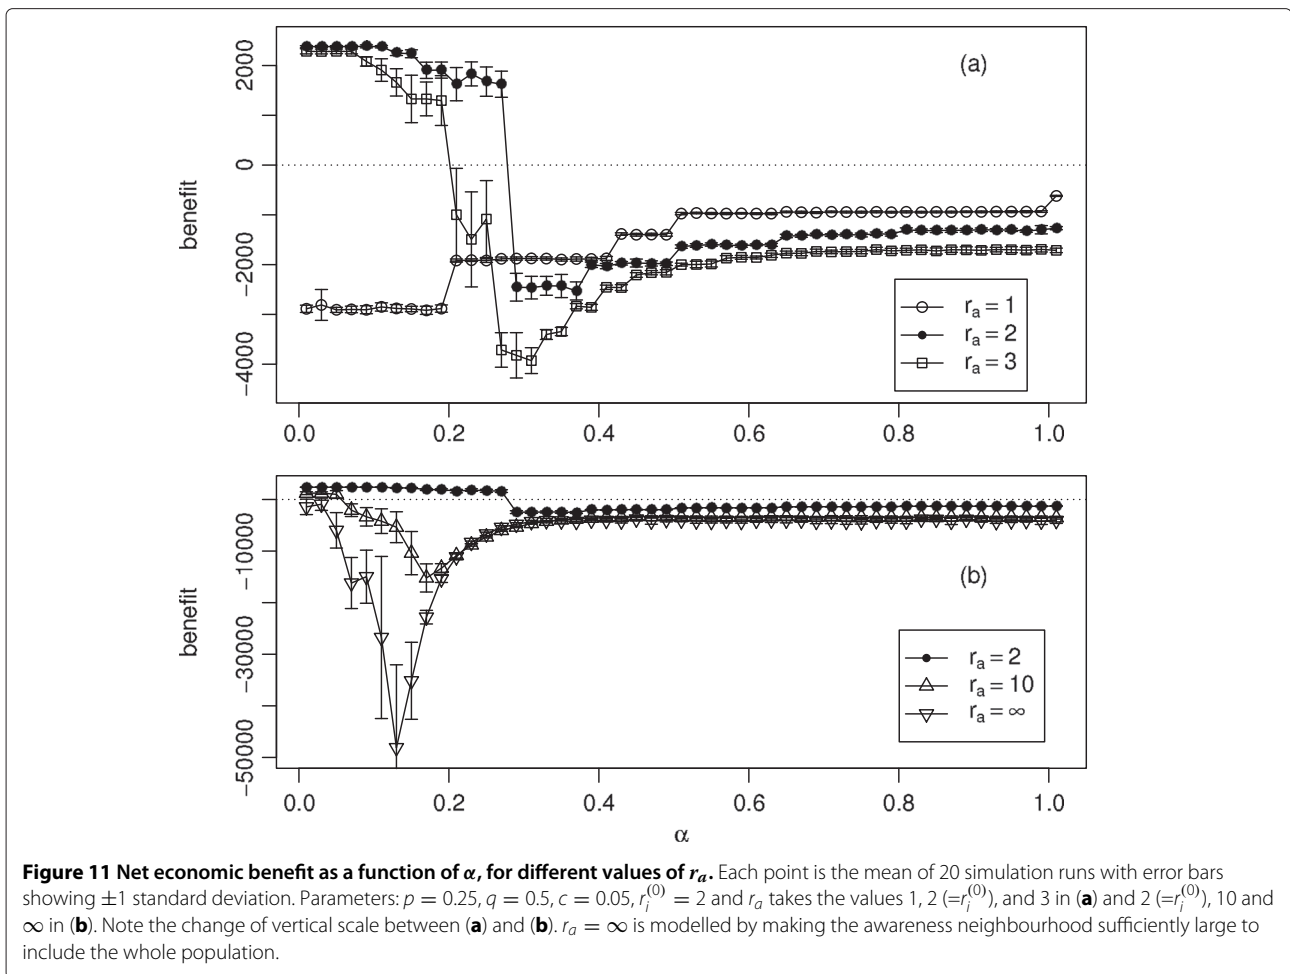 (a)
2000
0
−2000
−4000
benefit
rₐ = 1
rₐ = 2
rₐ = 3
0.0 0.2 0.4 0.6 0.8 1.0
(b)
−10000
−30000
−50000
benefit
rₐ = 2
rₐ = 10
rₐ = ∞
0.0 0.2 0.4 0.6 0.8 1.0
α
Figure 11 Net economic benefit as a function of α, for different values of rₐ. Each point is the mean of 20 simulation runs with error bars
showing ±1 standard deviation. Parameters: p = 0.25, q = 0.5, c = 0.05, rᵢ⁽⁰⁾ = 2 and rₐ takes the values 1, 2 (=rᵢ⁽⁰⁾), and 3 in (a) and 2 (=rᵢ⁽⁰⁾), 10 and
∞ in (b). Note the change of vertical scale between (a) and (b). rₐ = ∞ is modelled by making the awareness neighbourhood sufficiently large to
include the whole population.